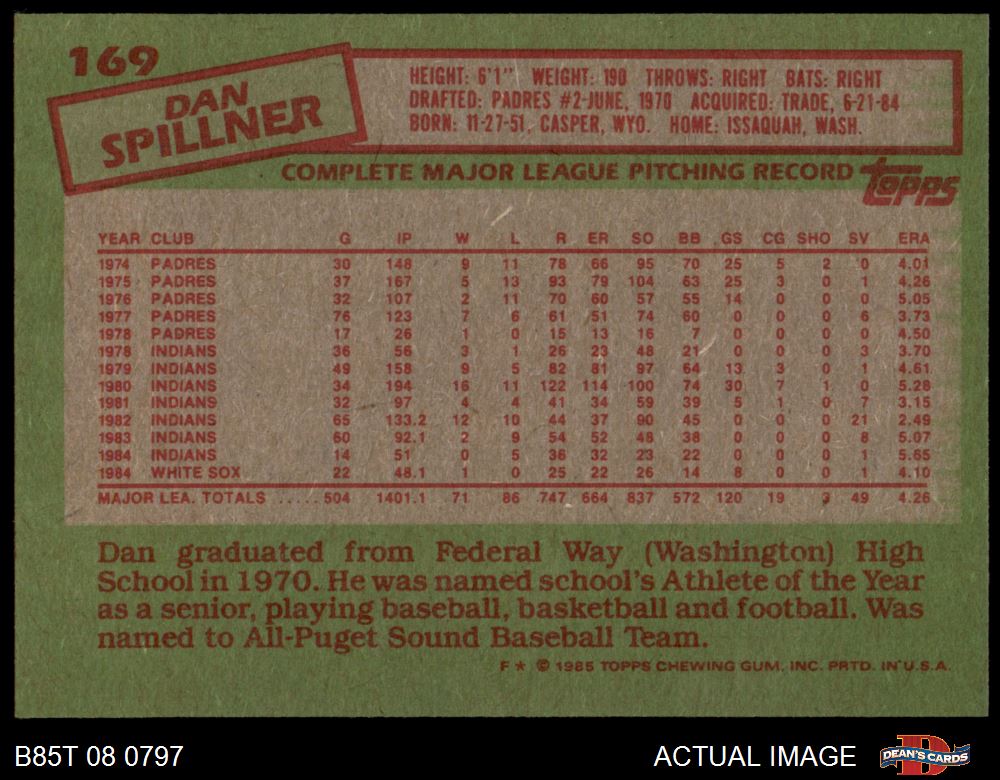 169
DAN
SPILLNER
HEIGHT: 6'1" WEIGHT: 190 THROWS: RIGHT BATS: RIGHT
DRAFTED: PADRES #2-JUNE, 1970 ACQUIRED: TRADE, 6-21-84
BORN: 11-27-51, CASPER, WYO. HOME: ISSAQUAH, WASH.
COMPLETE MAJOR LEAGUE PITCHING RECORD topps
YEAR CLUB G IP W L R ER SO BB GS CG SHO SV ERA
1974 PADRES 30 148 9 11 78 66 95 70 25 5 2 0 4.01
1975 PADRES 37 167 5 13 93 79 104 63 25 3 0 1 4.26
1976 PADRES 32 107 2 11 70 60 57 55 14 0 0 0 5.05
1977 PADRES 76 123 7 6 61 51 74 60 0 0 0 6 3.73
1978 PADRES 17 26 1 0 15 13 16 7 0 0 0 0 4.50
1978 INDIANS 36 56 3 1 26 23 48 21 0 0 0 3 3.70
1979 INDIANS 49 158 9 5 82 81 97 64 13 3 0 1 4.61
1980 INDIANS 34 194 16 11 122 114 100 74 30 7 1 0 5.28
1981 INDIANS 32 97 4 4 41 34 59 39 5 1 0 7 3.15
1982 INDIANS 65 133.2 12 10 44 37 90 45 0 0 0 21 2.49
1983 INDIANS 60 92.1 2 9 54 52 48 38 0 0 0 8 5.07
1984 INDIANS 14 51 0 5 36 32 23 22 8 0 0 1 5.65
1984 WHITE SOX 22 48.1 1 0 25 22 26 14 0 0 0 1 4.10
MAJOR LEA. TOTALS ..... 504 1401.1 71 86 747 664 837 572 120 19 3 49 4.26
Dan graduated from Federal Way (Washington) High
School in 1970. He was named school's Athlete of the Year
as a senior, playing baseball, basketball and football. Was
named to All-Puget Sound Baseball Team.
F * © 1985 TOPPS CHEWING GUM, INC. PRTD. IN U.S.A.
B85T 08 0797 ACTUAL IMAGE DEAN'S CARDS